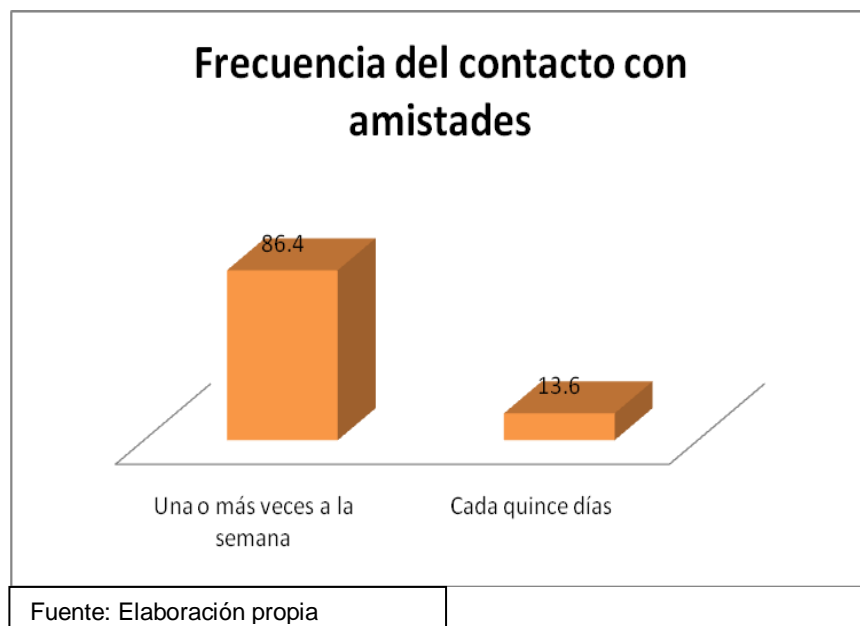 Frecuencia del contacto con
amistades
86.4
13.6
Una o más veces a la
semana
Cada quince días
Fuente: Elaboración propia